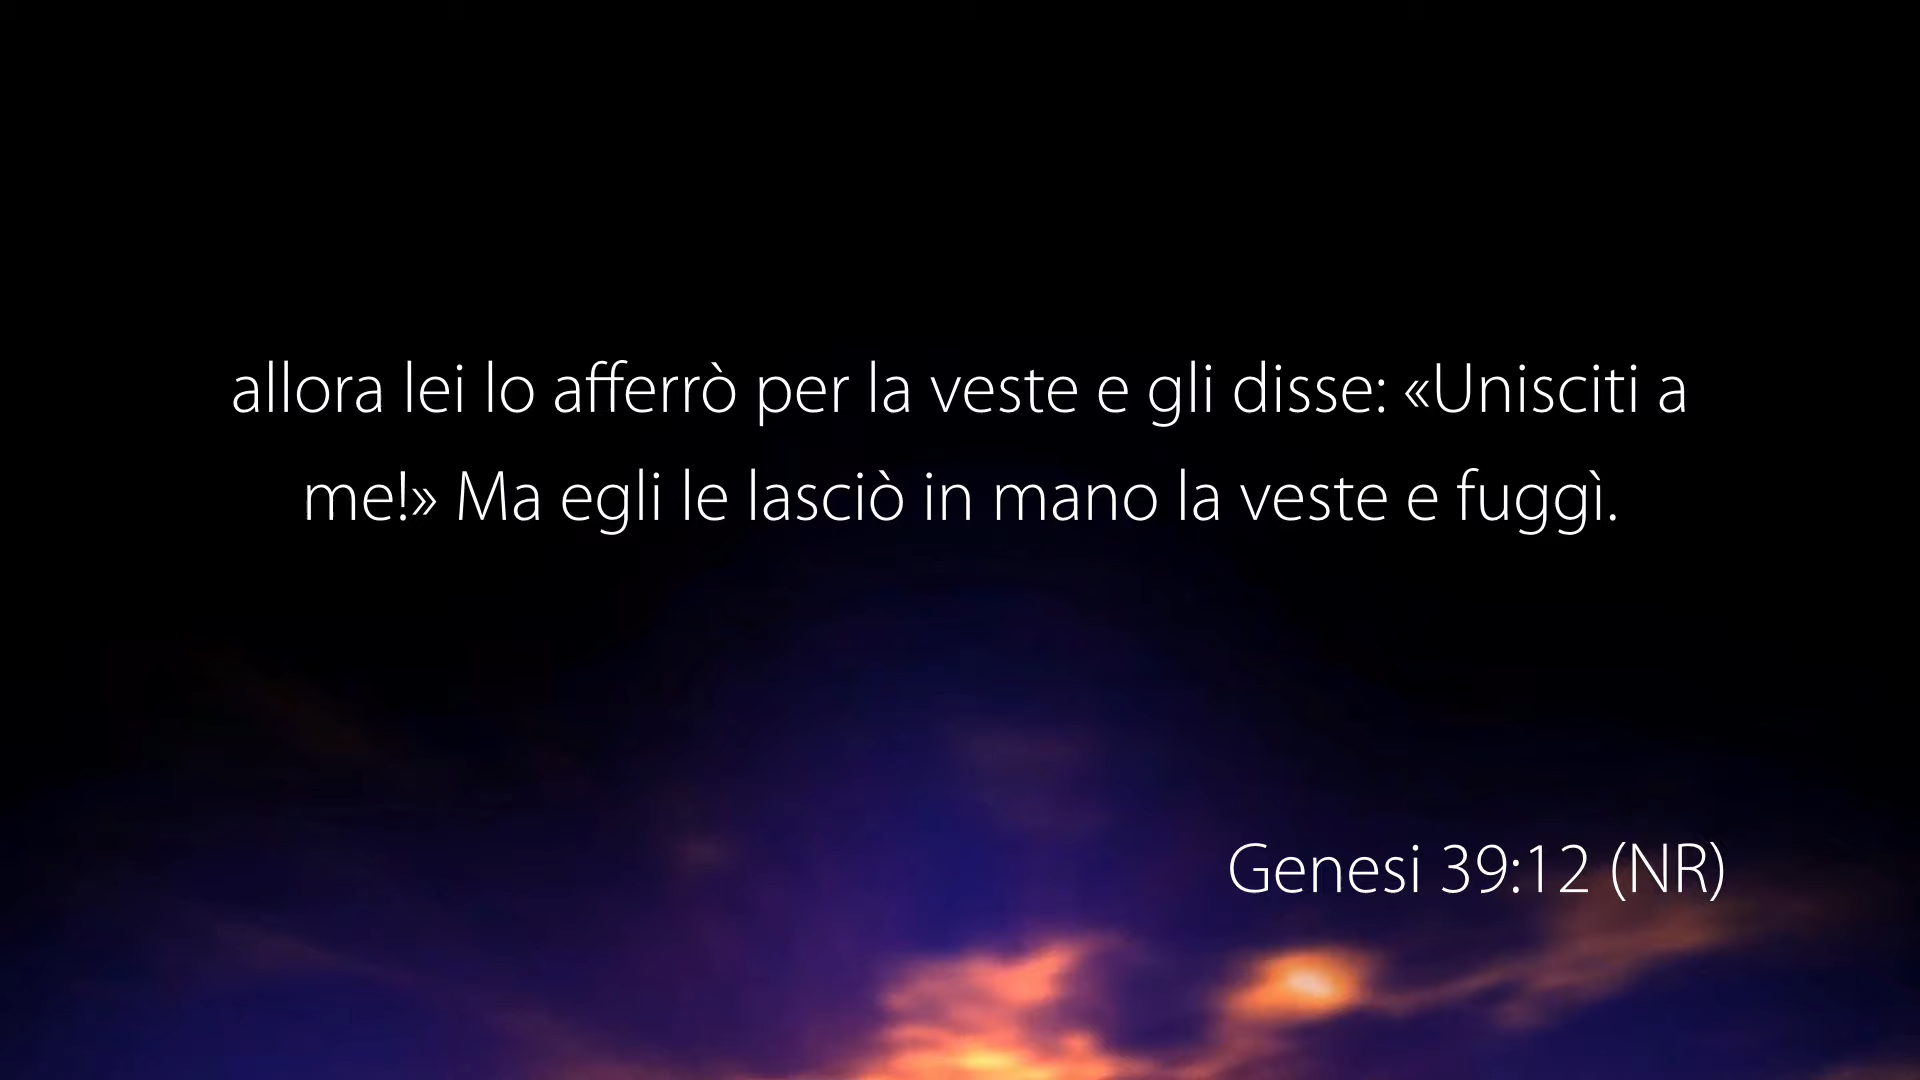 allora lei lo afferrò per la veste e gli disse: «Unisciti a
me!» Ma egli le lasciò in mano la veste e fuggì.
Genesi 39:12 (NR)